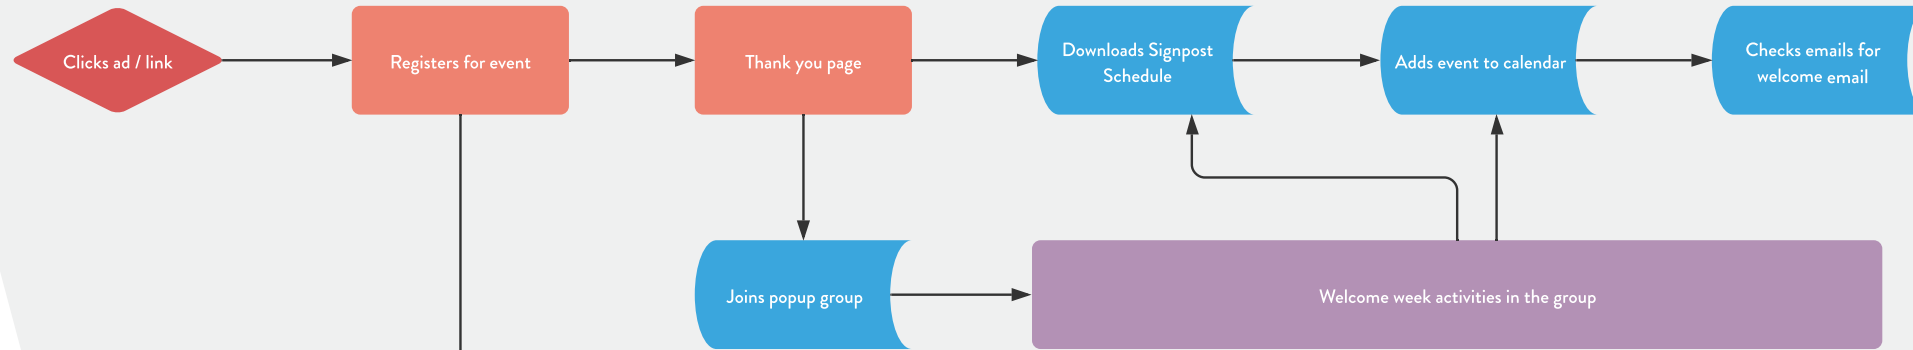 Clicks ad / link
Registers for event
Thank you page
Downloads Signpost
Schedule
Adds event to calendar
Checks emails for
welcome email
Joins popup group
Welcome week activities in the group